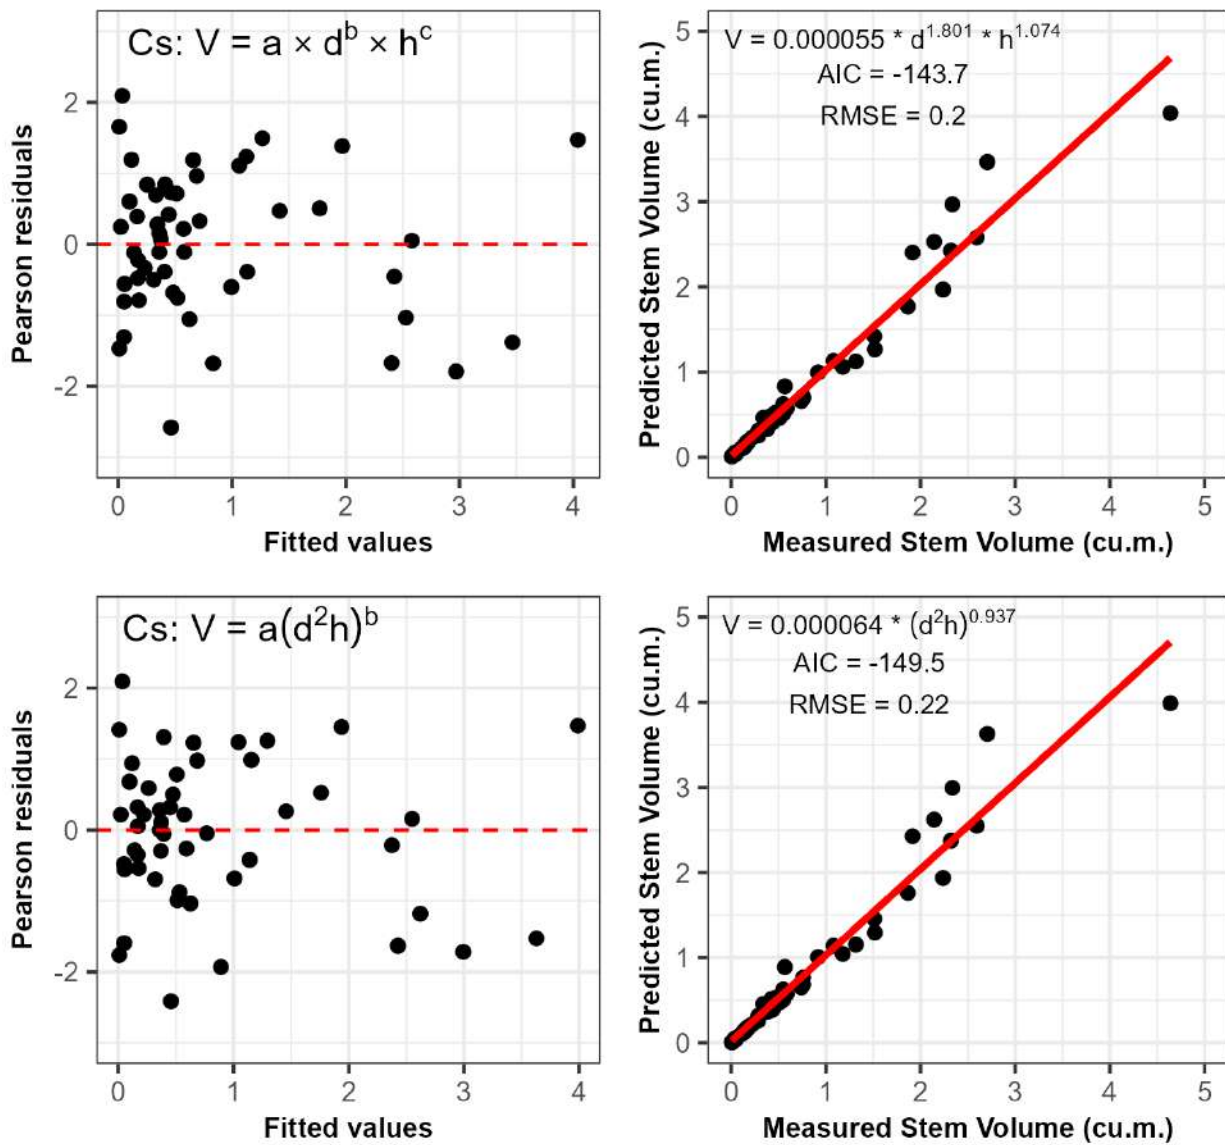 Cs: V = a × d^b × h^c
2
0
-2
Pearson residuals
0 1 2 3 4
Fitted values
V = 0.000055 * d^1.801 * h^1.074
AIC = -143.7
RMSE = 0.2
5
4
3
2
1
0
Predicted Stem Volume (cu.m.)
0 1 2 3 4 5
Measured Stem Volume (cu.m.)
Cs: V = a(d²h)^b
2
0
-2
Pearson residuals
0 1 2 3 4
Fitted values
V = 0.000064 * (d²h)^0.937
AIC = -149.5
RMSE = 0.22
5
4
3
2
1
0
Predicted Stem Volume (cu.m.)
0 1 2 3 4 5
Measured Stem Volume (cu.m.)